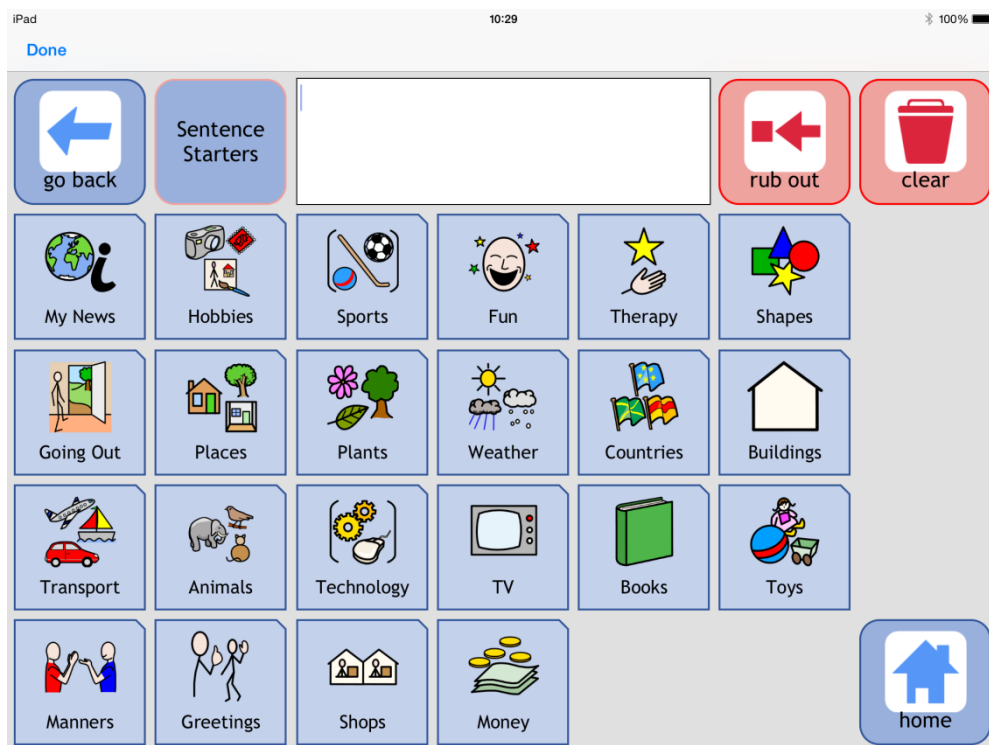 iPad 10:29 100%
Done
go back
Sentence
Starters
rub out
clear
My News
Hobbies
Sports
Fun
Therapy
Shapes
Going Out
Places
Plants
Weather
Countries
Buildings
Transport
Animals
Technology
TV
Books
Toys
Manners
Greetings
Shops
Money
home